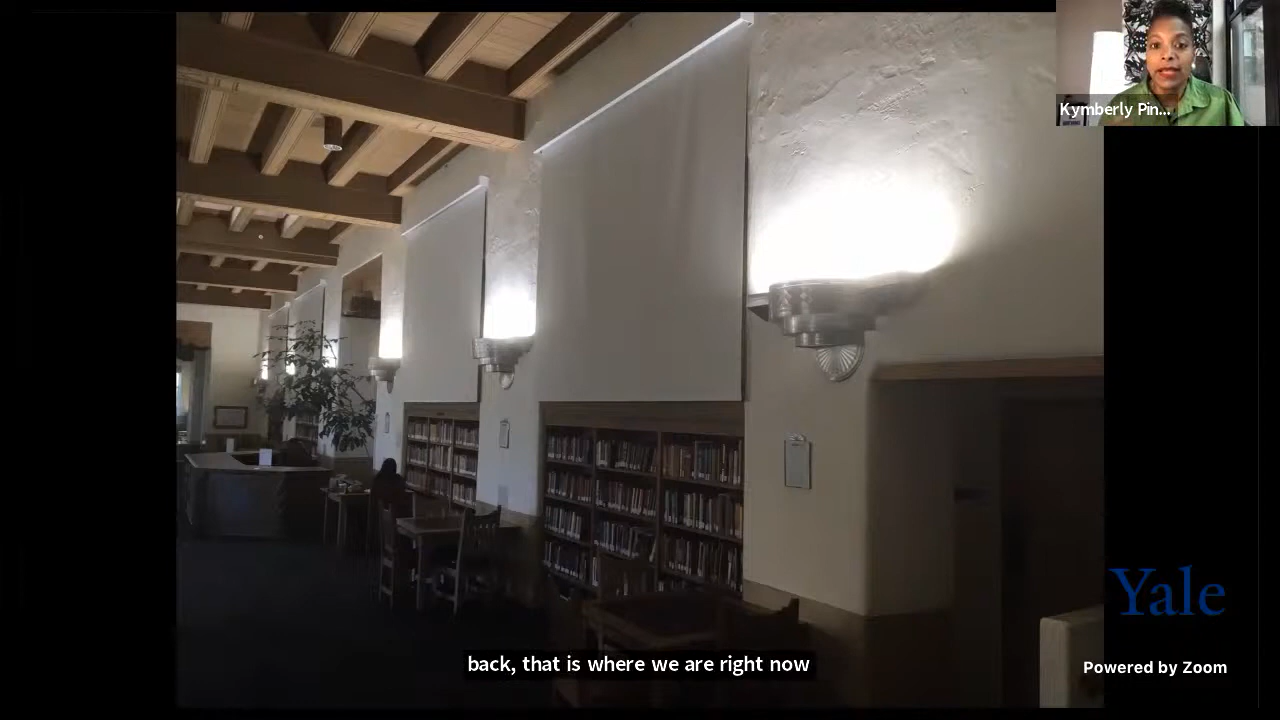 Kymberly Pin...
back, that is where we are right now
Yale
Powered by Zoom